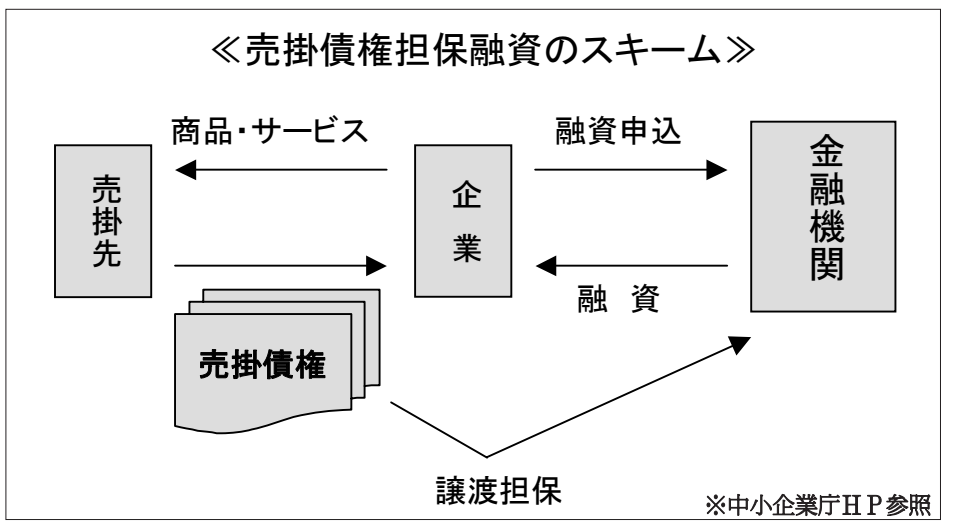 ≪売掛債権担保融資のスキーム≫
商品・サービス
融資申込
売掛先
企業
金融機関
融 資
売掛債権
譲渡担保
※中小企業庁ＨＰ参照